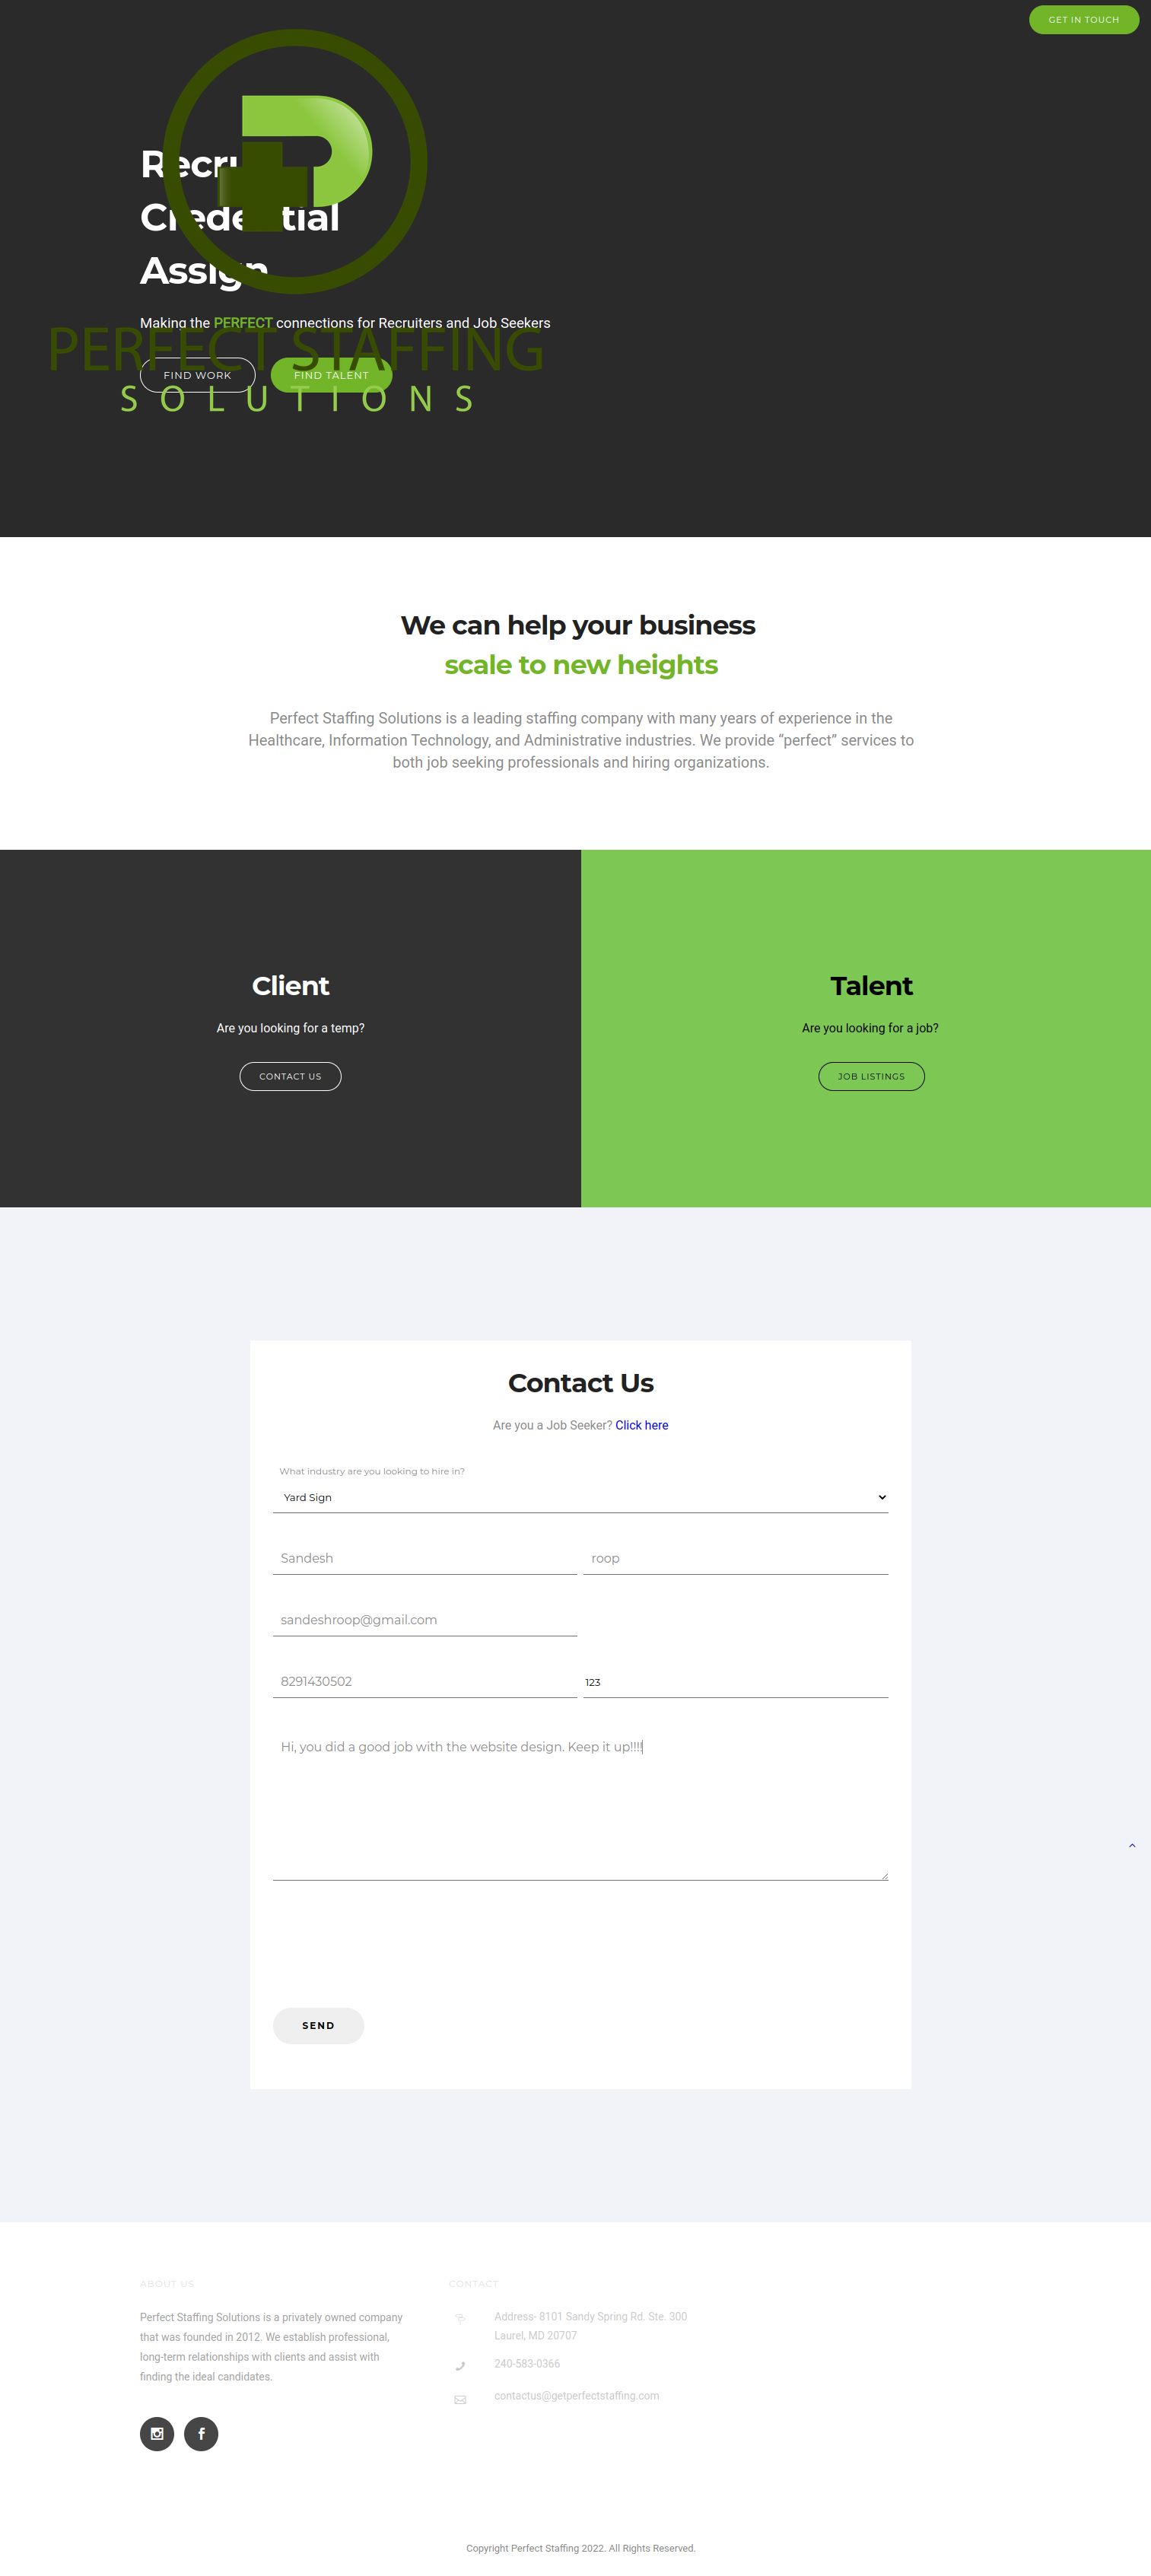 GET IN TOUCH
Recru
Credential
Assign
Making the PERFECT connections for Recruiters and Job Seekers
PERFECT STAFFING
FIND WORK
FIND TALENT
SOLUTIONS
We can help your business
scale to new heights
Perfect Staffing Solutions is a leading staffing company with many years of experience in the
Healthcare, Information Technology, and Administrative industries. We provide “perfect” services to
both job seeking professionals and hiring organizations.
Client
Are you looking for a temp?
CONTACT US
Talent
Are you looking for a job?
JOB LISTINGS
Contact Us
Are you a Job Seeker? Click here
What industry are you looking to hire in?
Yard Sign
Sandesh
roop
sandeshroop@gmail.com
8291430502
123
Hi, you did a good job with the website design. Keep it up!!!!
SEND
ABOUT US
Perfect Staffing Solutions is a privately owned company
that was founded in 2012. We establish professional,
long-term relationships with clients and assist with
finding the ideal candidates.
CONTACT
Address- 8101 Sandy Spring Rd. Ste. 300
Laurel, MD 20707
240-583-0366
contactus@getperfectstaffing.com
Copyright Perfect Staffing 2022. All Rights Reserved.